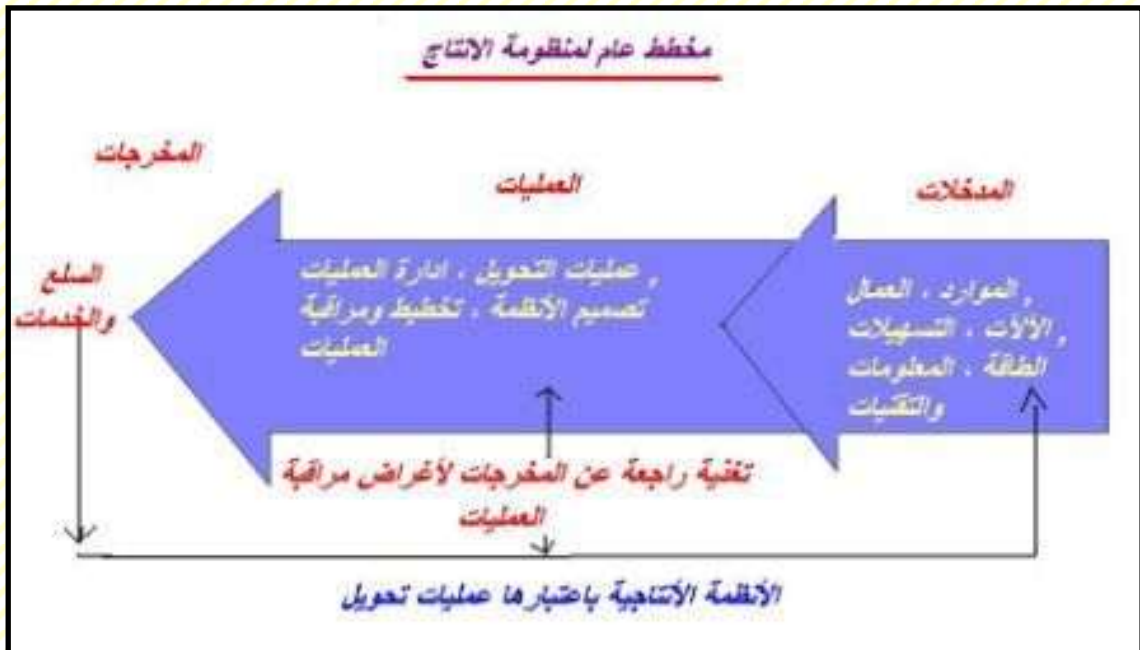 مخطط عام لمنظومة الانتاج
المدخلات
العمليات
المخرجات
الموارد ، العمال ,
الألأت ، التسهيلات ,
الطاقة ، المعلومات
والتقنيات
عمليات التحويل ، ادارة العمليات ,
تصميم الأنظمة ، تخطيط ومراقبة
العمليات
السلع
والخدمات
تغذية راجعة عن المخرجات لأغراض مراقبة
العمليات
الأنظمة الأنتاجية باعتبارها عمليات تحويل